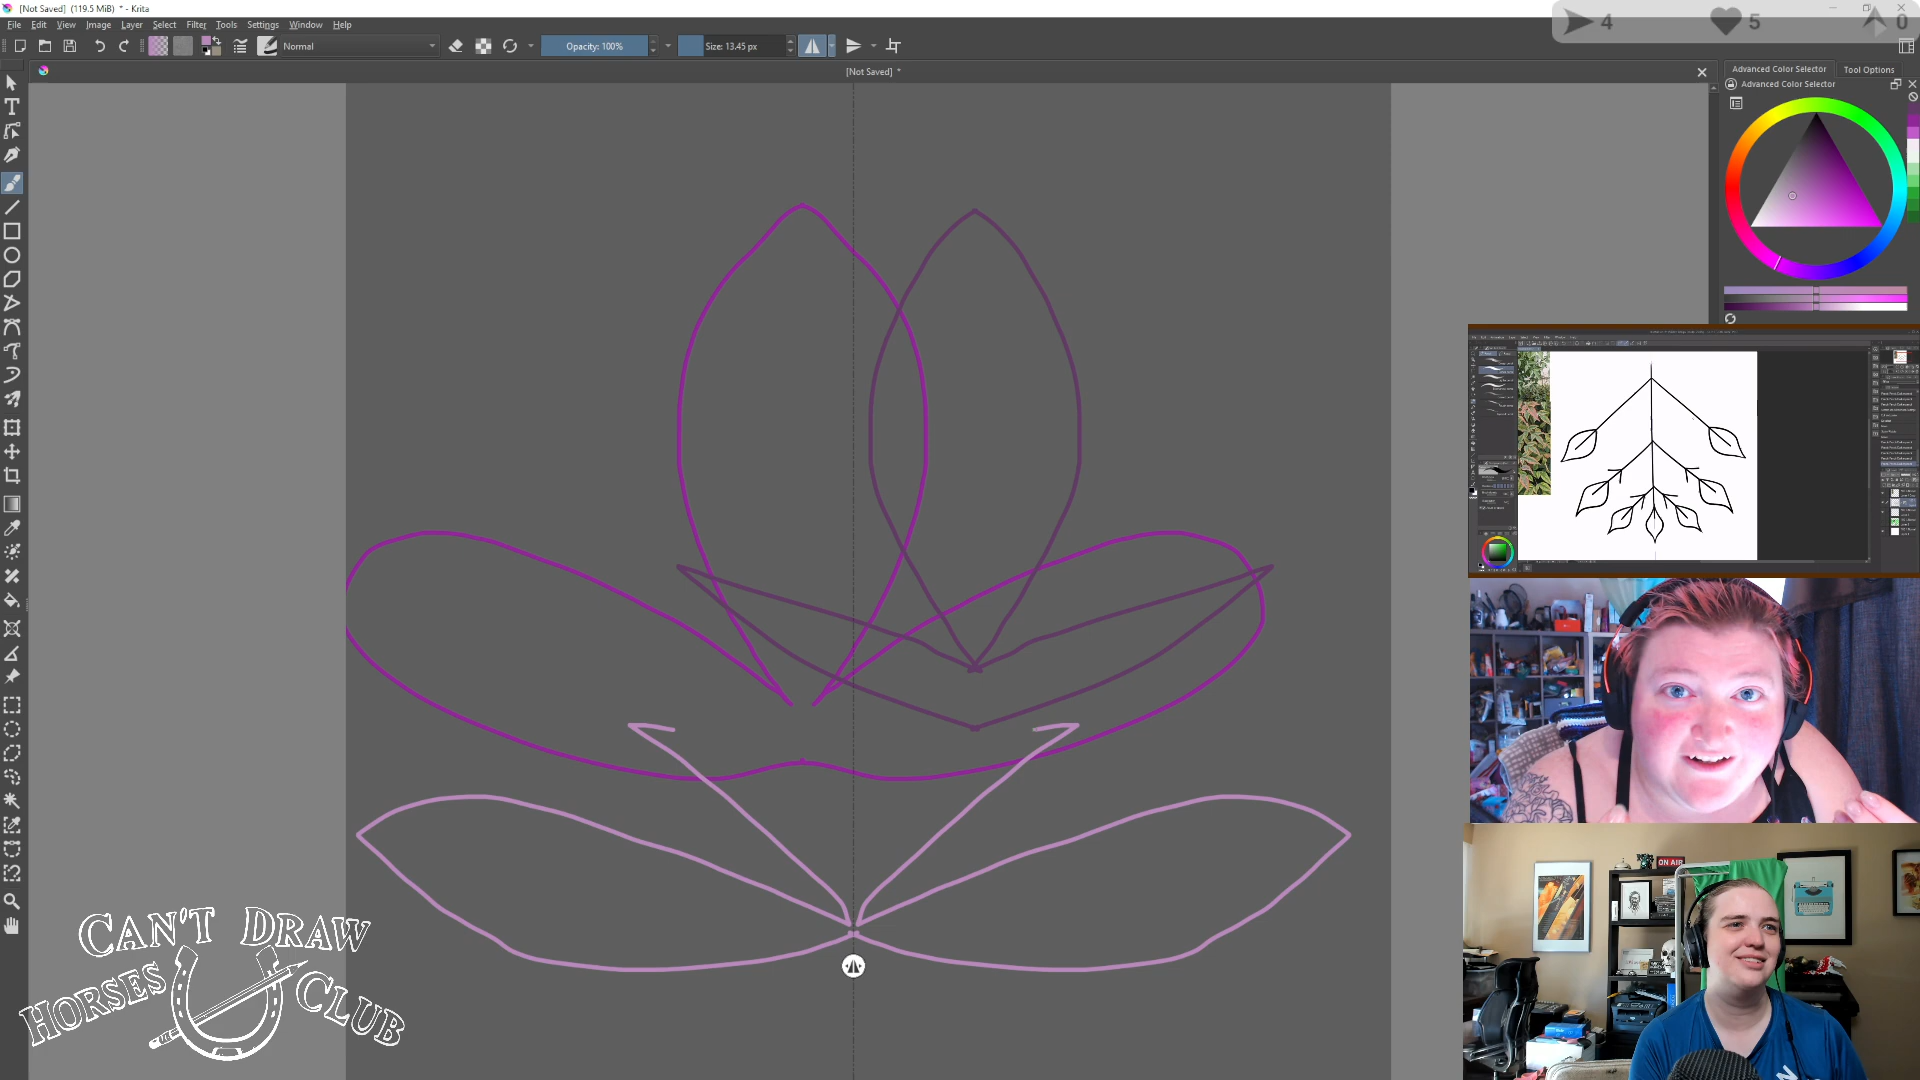 [Not Saved] (119.5 MiB) * - Krita
File Edit View Image Layer Select Filter Tools Settings Window Help
4 5 0
Normal Opacity: 100% Size: 13.45 px
[Not Saved] *
Advanced Color Selector Tool Options
Advanced Color Selector
ON AIR
CAN'T DRAW
HORSES CLUB